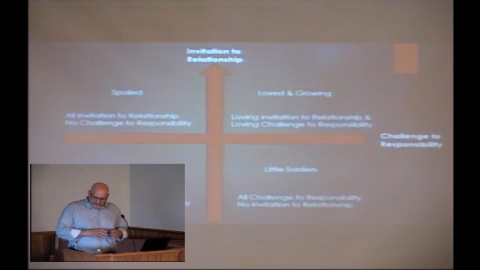 Invitation to
Relationship
Spoiled
Loved & Growing
All Invitation to Relationship
No Challenge to Responsibility
Loving Invitation to Relationship &
Loving Challenge to Responsibility
Challenge to
Responsibility
Little Soldiers
All Challenge to Responsibility
No Invitation to Relationship